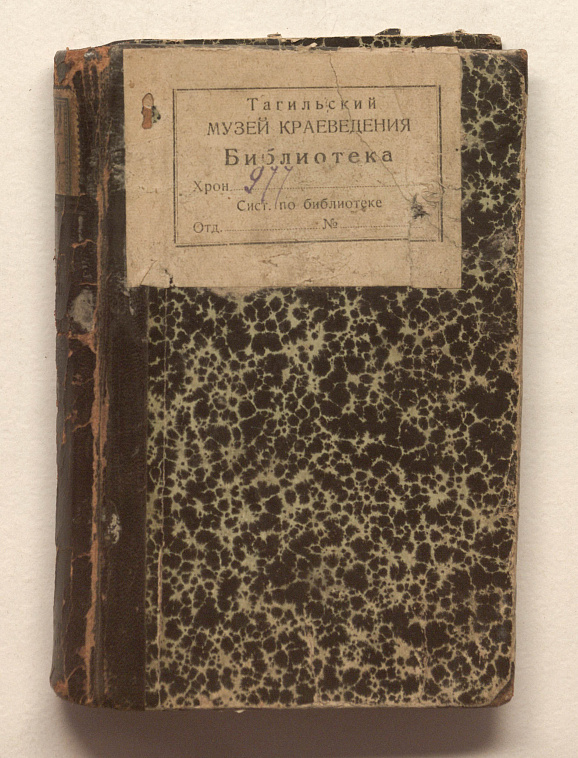 Тагильский
МУЗЕЙ КРАЕВЕДЕНИЯ
Библиотека
Хрон. 977
Сист. по библиотеке
Отд. №